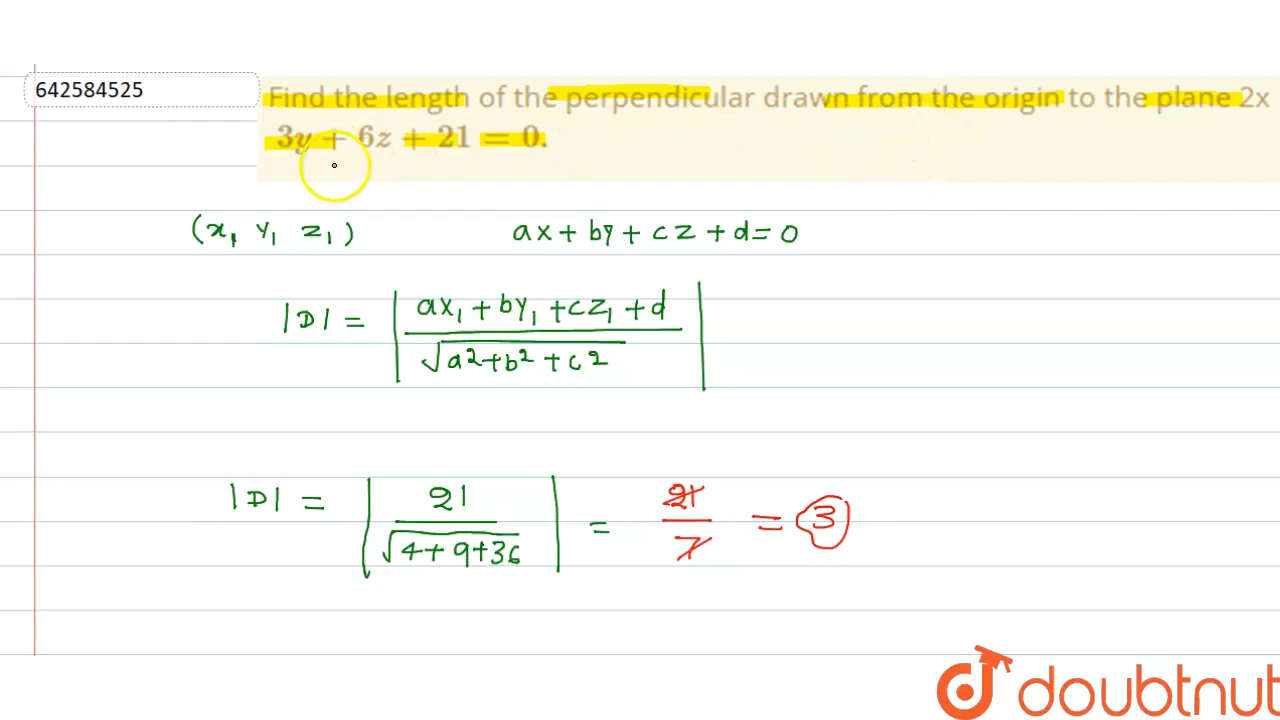 642584525
Find the length of the perpendicular drawn from the origin to the plane 2x
3y + 6z + 21 = 0.
(x₁ y₁ z₁) ax + by + cz + d = 0
|D| = | (ax₁ + by₁ + cz₁ + d) / √(a² + b² + c²) |
|D| = | 21 / √(4 + 9 + 36) | = 21 / 7 = 3
doubtnut